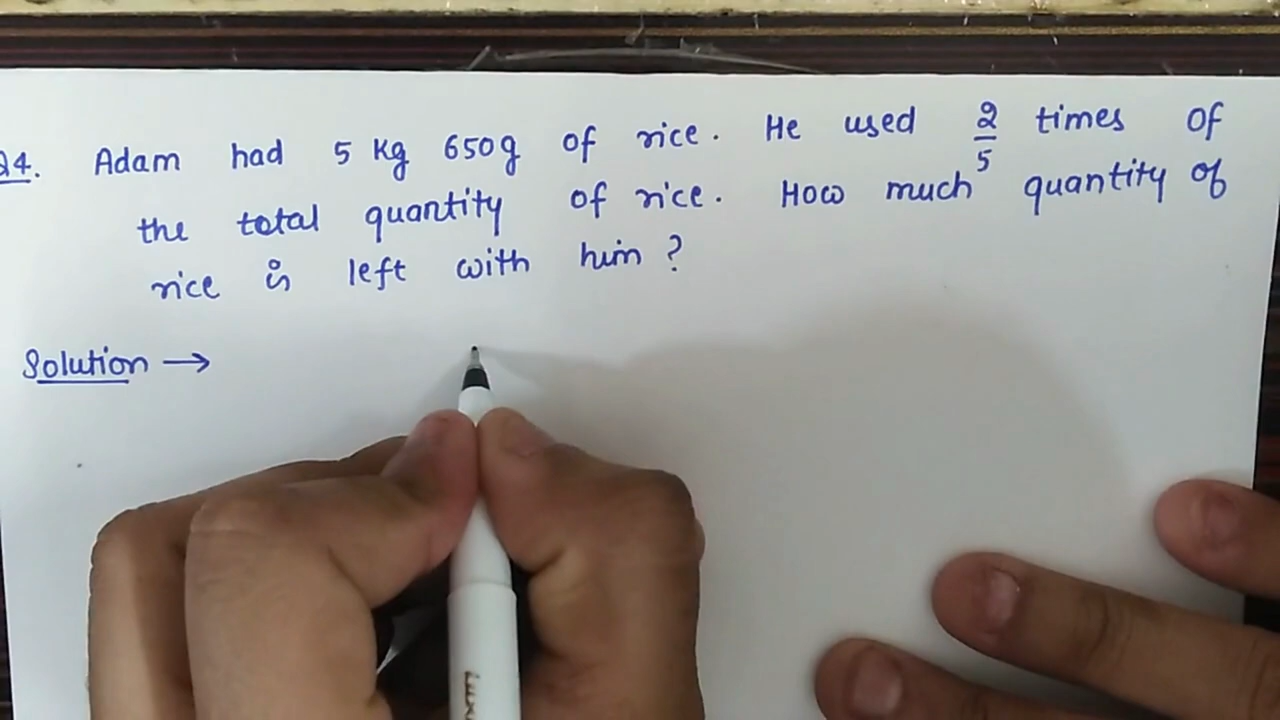 24. Adam had 5 Kg 650g of rice. He used 2/5 times of
the total quantity of rice. How much quantity of
rice is left with him ?
Solution →